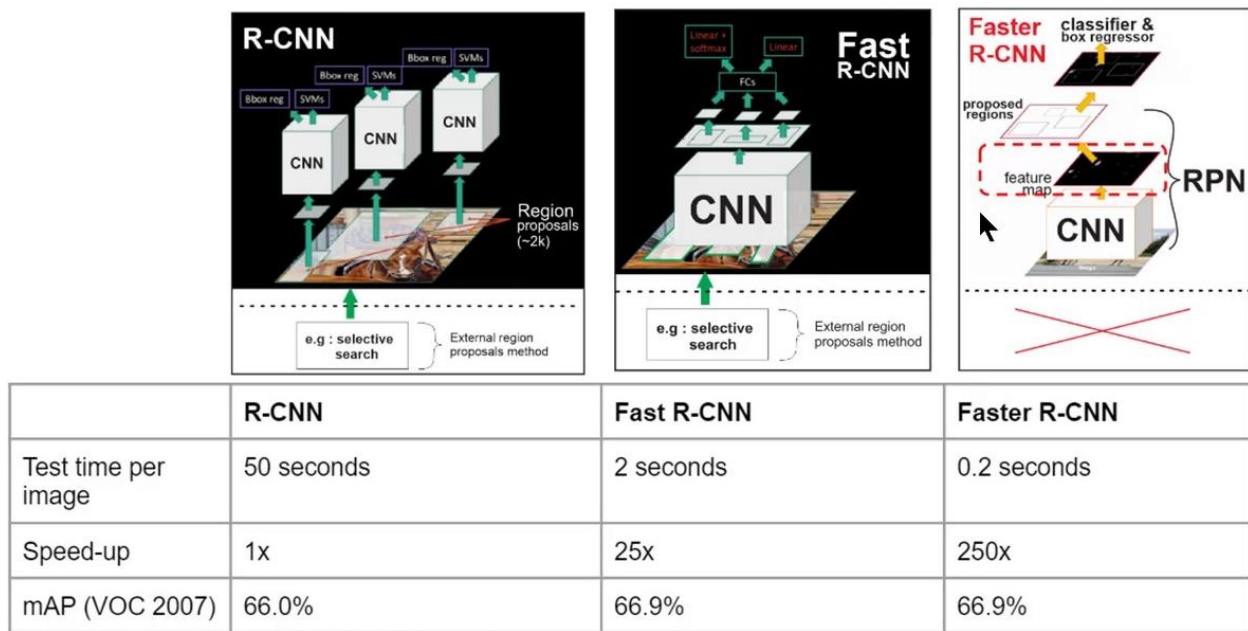 R-CNN
Bbox reg
SVMs
Bbox reg
SVMs
Bbox reg
SVMs
CNN
CNN
CNN
Region
proposals
(~2k)
e.g : selective
search
External region
proposals method
Linear +
softmax
Linear
FCs
Fast
R-CNN
CNN
e.g : selective
search
External region
proposals method
Faster
R-CNN
classifier &
box regressor
proposed
regions
feature
map
RPN
CNN
R-CNN Fast R-CNN Faster R-CNN
Test time per
image
50 seconds 2 seconds 0.2 seconds
Speed-up 1x 25x 250x
mAP (VOC 2007) 66.0% 66.9% 66.9%